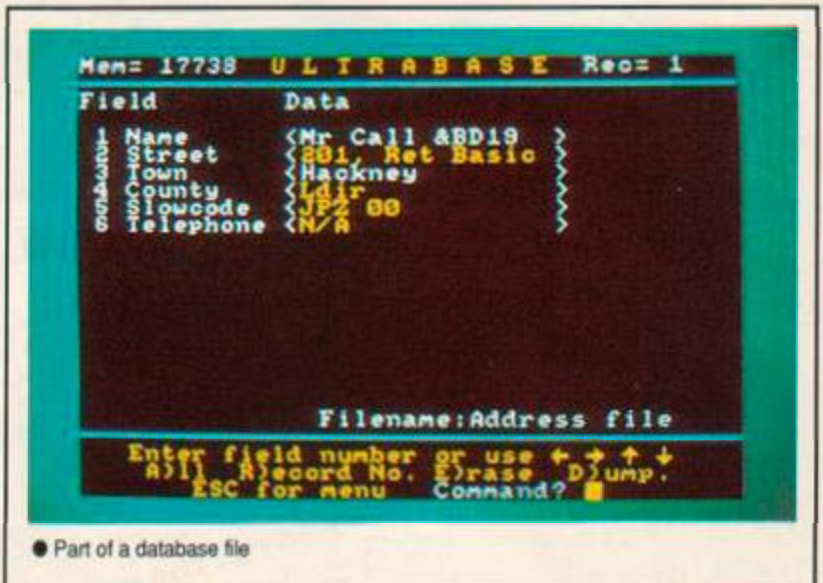 Mem= 17738 U L T R A B A S E Rec= 1
Field Data
1 Name <Mr Call &BD19 >
2 Street <201, Ret Basic >
3 Town <Hackney >
4 County <Ldir >
5 Slowcode <JPZ 00 >
6 Telephone <N/A >
Filename:Address file
Enter field number or use ← → ↑ ↓
A)ll R)ecord No. E)rase D)ump.
ESC for menu Command?
● Part of a database file